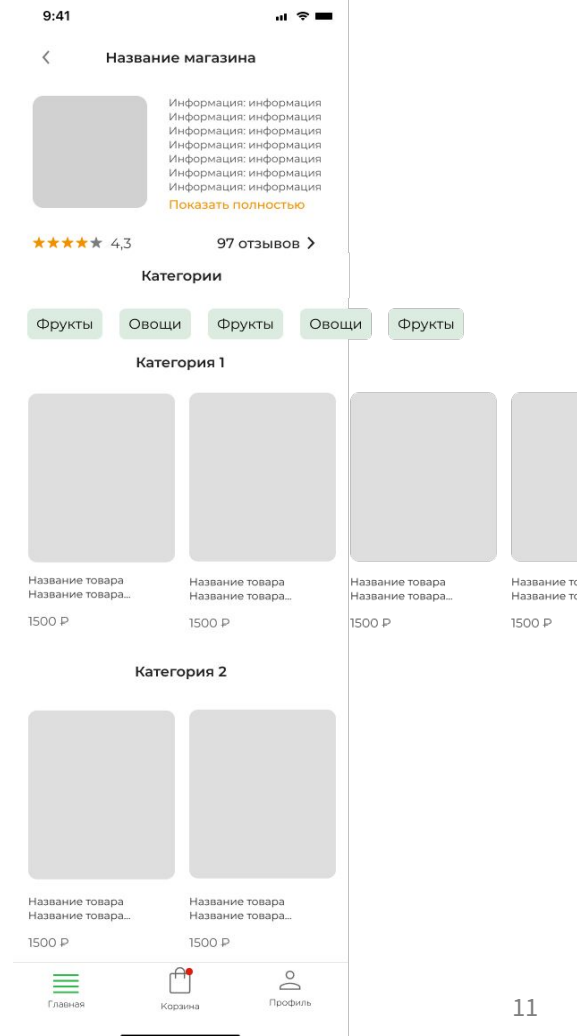 9:41
Название магазина
Информация: информация
Информация: информация
Информация: информация
Информация: информация
Информация: информация
Информация: информация
Информация: информация
Показать полностью
4,3
97 отзывов
Категории
Фрукты Овощи Фрукты Овощи Фрукты
Категория 1
Название товара
Название товара...
1500 ₽
Название товара
Название товара...
1500 ₽
Название товара
Название товара...
1500 ₽
Название
Название
1500 ₽
Категория 2
Название товара
Название товара...
1500 ₽
Название товара
Название товара...
1500 ₽
Главная Корзина Профиль
11